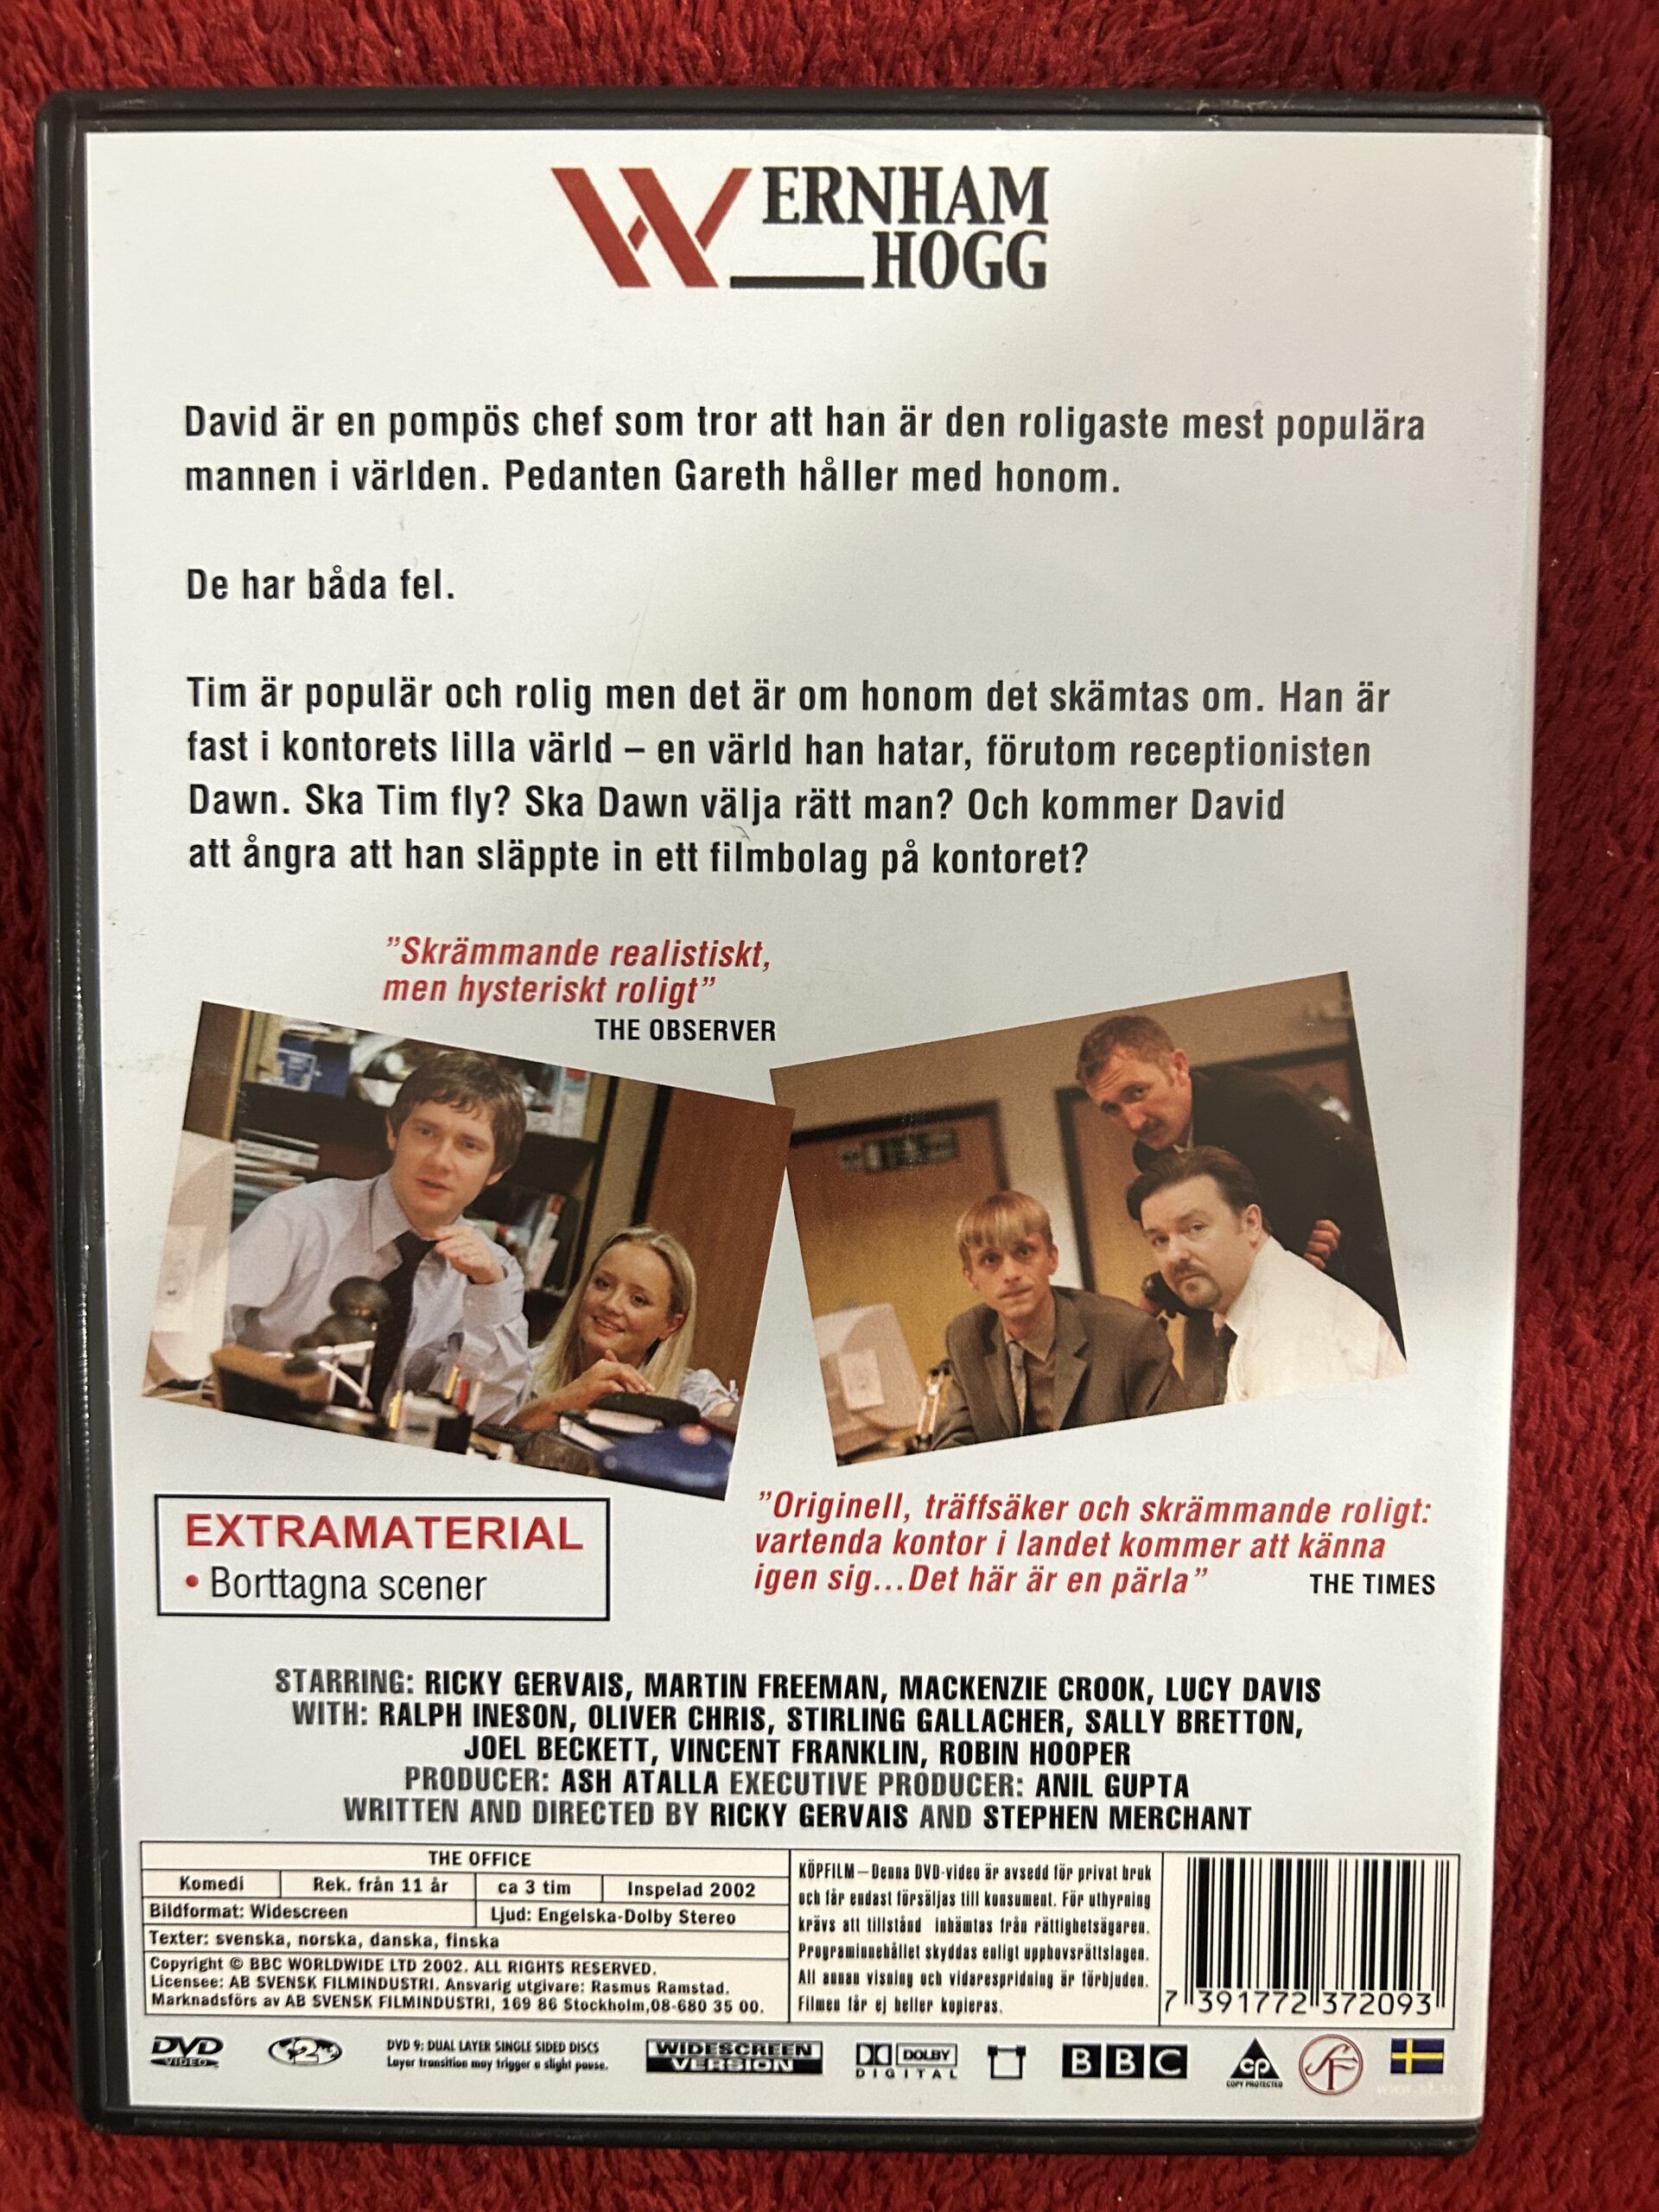 WERNHAM
HOGG
David är en pompös chef som tror att han är den roligaste mest populära
mannen i världen. Pedanten Gareth håller med honom.
De har båda fel.
Tim är populär och rolig men det är om honom det skämtas om. Han är
fast i kontorets lilla värld – en värld han hatar, förutom receptionisten
Dawn. Ska Tim fly? Ska Dawn välja rätt man? Och kommer David
att ångra att han släppte in ett filmbolag på kontoret?
”Skrämmande realistiskt,
men hysteriskt roligt”
THE OBSERVER
EXTRAMATERIAL
• Borttagna scener
”Originell, träffsäker och skrämmande roligt:
vartenda kontor i landet kommer att känna
igen sig...Det här är en pärla” THE TIMES
STARRING: RICKY GERVAIS, MARTIN FREEMAN, MACKENZIE CROOK, LUCY DAVIS
WITH: RALPH INESON, OLIVER CHRIS, STIRLING GALLACHER, SALLY BRETTON,
JOEL BECKETT, VINCENT FRANKLIN, ROBIN HOOPER
PRODUCER: ASH ATALLA EXECUTIVE PRODUCER: ANIL GUPTA
WRITTEN AND DIRECTED BY RICKY GERVAIS AND STEPHEN MERCHANT
THE OFFICE
Komedi Rek. från 11 år ca 3 tim Inspelad 2002
Bildformat: Widescreen Ljud: Engelska-Dolby Stereo
Texter: svenska, norska, danska, finska
Copyright © BBC WORLDWIDE LTD 2002. ALL RIGHTS RESERVED.
Licensee: AB SVENSK FILMINDUSTRI. Ansvarig utgivare: Rasmus Ramstad.
Marknadsförs av AB SVENSK FILMINDUSTRI, 169 86 Stockholm,08-680 35 00.
KÖPFILM – Denna DVD-video är avsedd för privat bruk
och får endast försäljas till konsument. För uthyrning
krävs att tillstånd inhämtas från rättighetsägaren.
Programinnehållet skyddas enligt upphovsrättslagen.
All annan visning och vidarespridning är förbjuden.
Filmen får ej heller kopieras.
7 391772 372093
DVD
VIDEO
2
DVD 9: DUAL LAYER SINGLE SIDED DISCS
Layer transition may trigger a slight pause.
WIDESCREEN
VERSION
DOLBY
DIGITAL
BBC
CP
COPY PROTECTED
SF